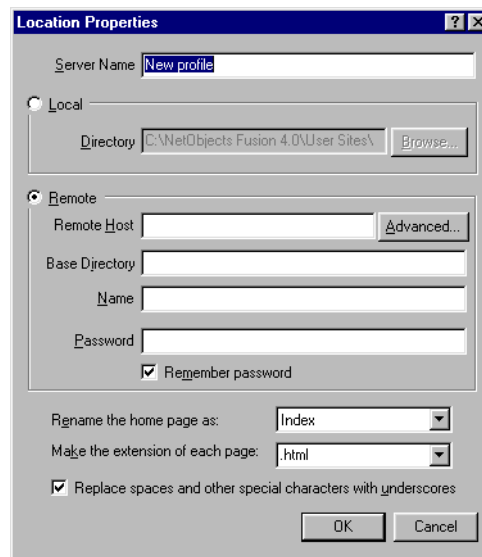 Location Properties
Server Name New profile
Local
Directory C:\NetObjects Fusion 4.0\User Sites\ Browse...
Remote
Remote Host Advanced...
Base Directory
Name
Password
Remember password
Rename the home page as: Index
Make the extension of each page: .html
Replace spaces and other special characters with underscores
OK Cancel